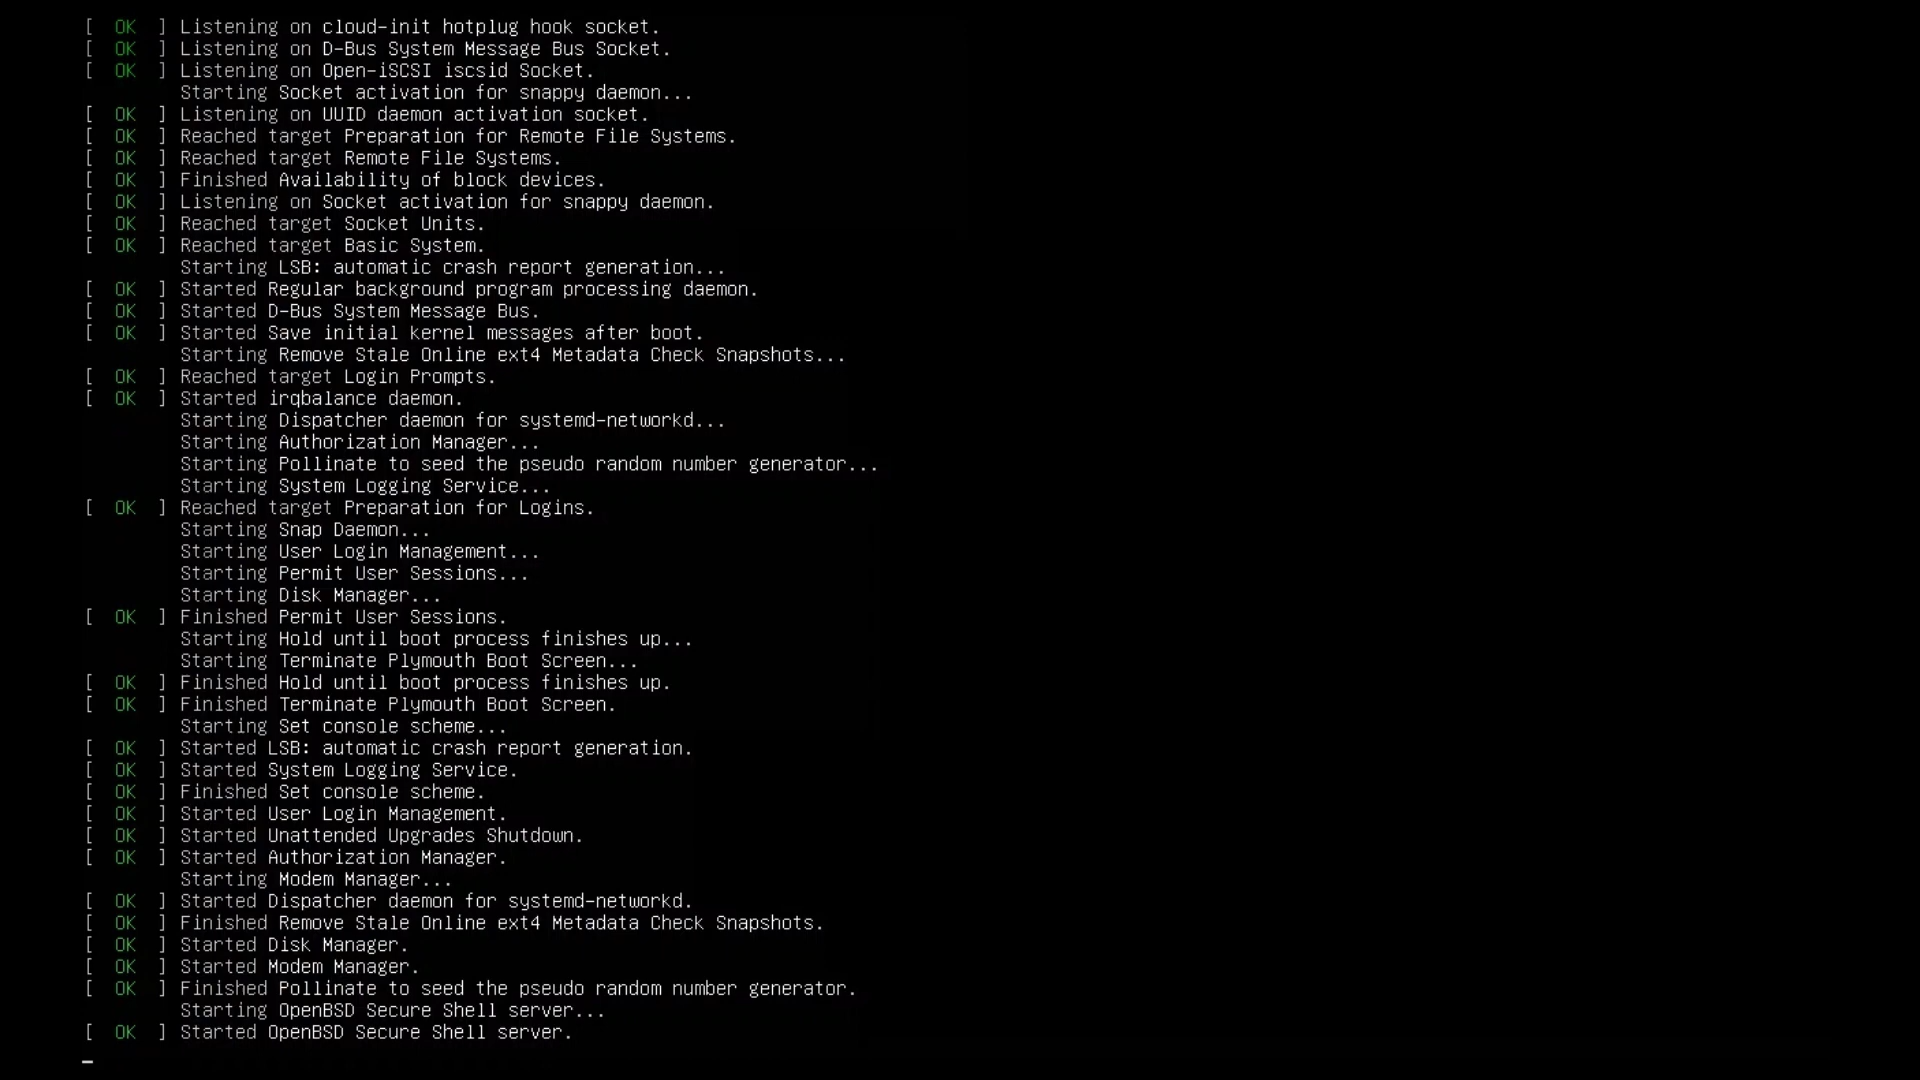 [  OK  ] Listening on cloud-init hotplug hook socket.
[  OK  ] Listening on D-Bus System Message Bus Socket.
[  OK  ] Listening on Open-iSCSI iscsid Socket.
Starting Socket activation for snappy daemon...
[  OK  ] Listening on UUID daemon activation socket.
[  OK  ] Reached target Preparation for Remote File Systems.
[  OK  ] Reached target Remote File Systems.
[  OK  ] Finished Availability of block devices.
[  OK  ] Listening on Socket activation for snappy daemon.
[  OK  ] Reached target Socket Units.
[  OK  ] Reached target Basic System.
Starting LSB: automatic crash report generation...
[  OK  ] Started Regular background program processing daemon.
[  OK  ] Started D-Bus System Message Bus.
[  OK  ] Started Save initial kernel messages after boot.
Starting Remove Stale Online ext4 Metadata Check Snapshots...
[  OK  ] Reached target Login Prompts.
[  OK  ] Started irqbalance daemon.
Starting Dispatcher daemon for systemd-networkd...
Starting Authorization Manager...
Starting Pollinate to seed the pseudo random number generator...
Starting System Logging Service...
[  OK  ] Reached target Preparation for Logins.
Starting Snap Daemon...
Starting User Login Management...
Starting Permit User Sessions...
Starting Disk Manager...
[  OK  ] Finished Permit User Sessions.
Starting Hold until boot process finishes up...
Starting Terminate Plymouth Boot Screen...
[  OK  ] Finished Hold until boot process finishes up.
[  OK  ] Finished Terminate Plymouth Boot Screen.
Starting Set console scheme...
[  OK  ] Started LSB: automatic crash report generation.
[  OK  ] Started System Logging Service.
[  OK  ] Finished Set console scheme.
[  OK  ] Started User Login Management.
[  OK  ] Started Unattended Upgrades Shutdown.
[  OK  ] Started Authorization Manager.
Starting Modem Manager...
[  OK  ] Started Dispatcher daemon for systemd-networkd.
[  OK  ] Finished Remove Stale Online ext4 Metadata Check Snapshots.
[  OK  ] Started Disk Manager.
[  OK  ] Started Modem Manager.
[  OK  ] Finished Pollinate to seed the pseudo random number generator.
Starting OpenBSD Secure Shell server...
[  OK  ] Started OpenBSD Secure Shell server.